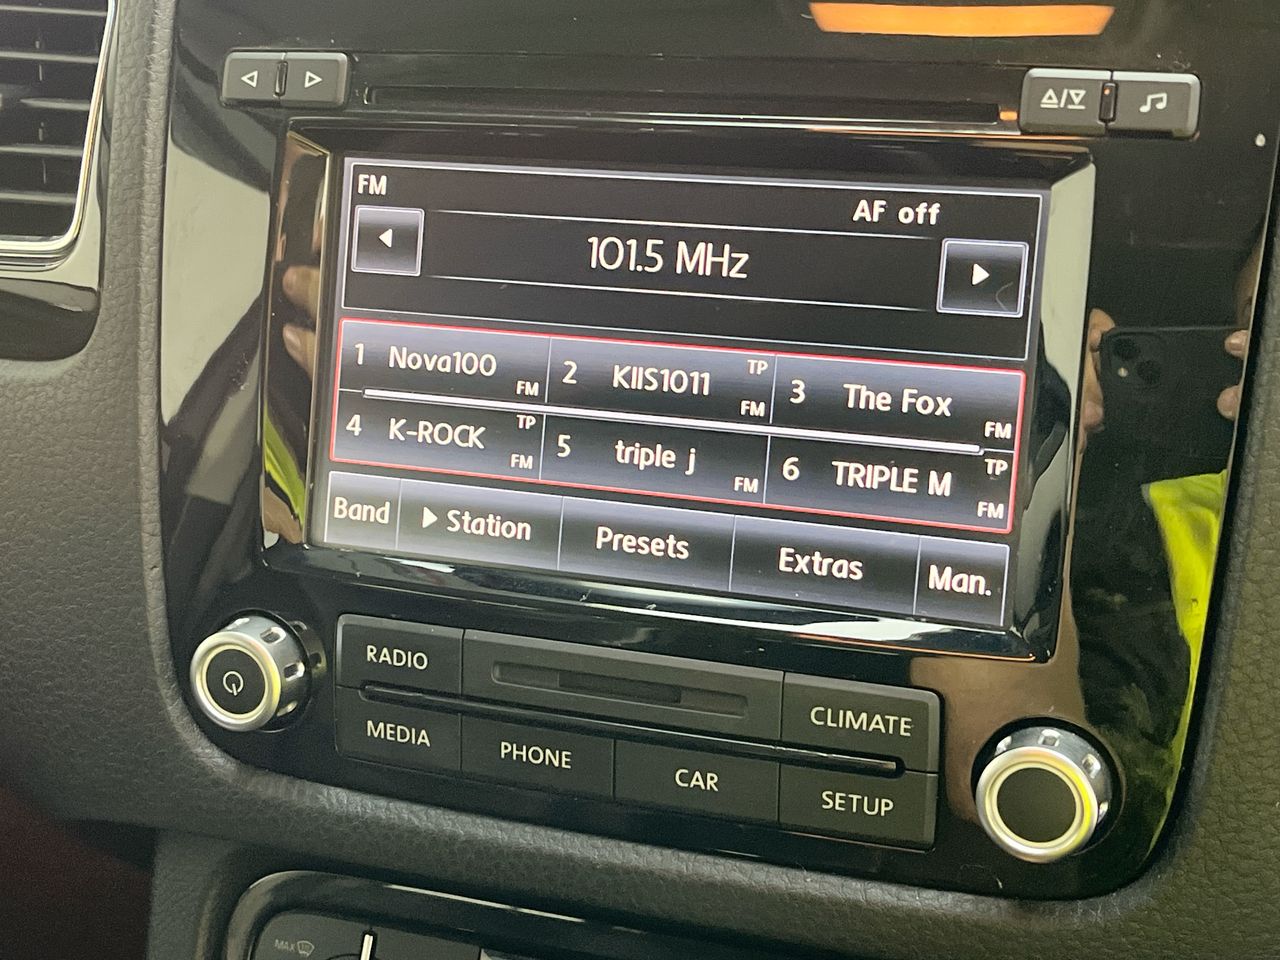 FM
AF off
101.5 MHz
1 Nova100 FM
2 KIIS1011 TP FM
3 The Fox FM
4 K-ROCK TP FM
5 triple j FM
6 TRIPLE M TP FM
Band
Station
Presets
Extras
Man.
RADIO
CLIMATE
MEDIA
PHONE
CAR
SETUP
MAX